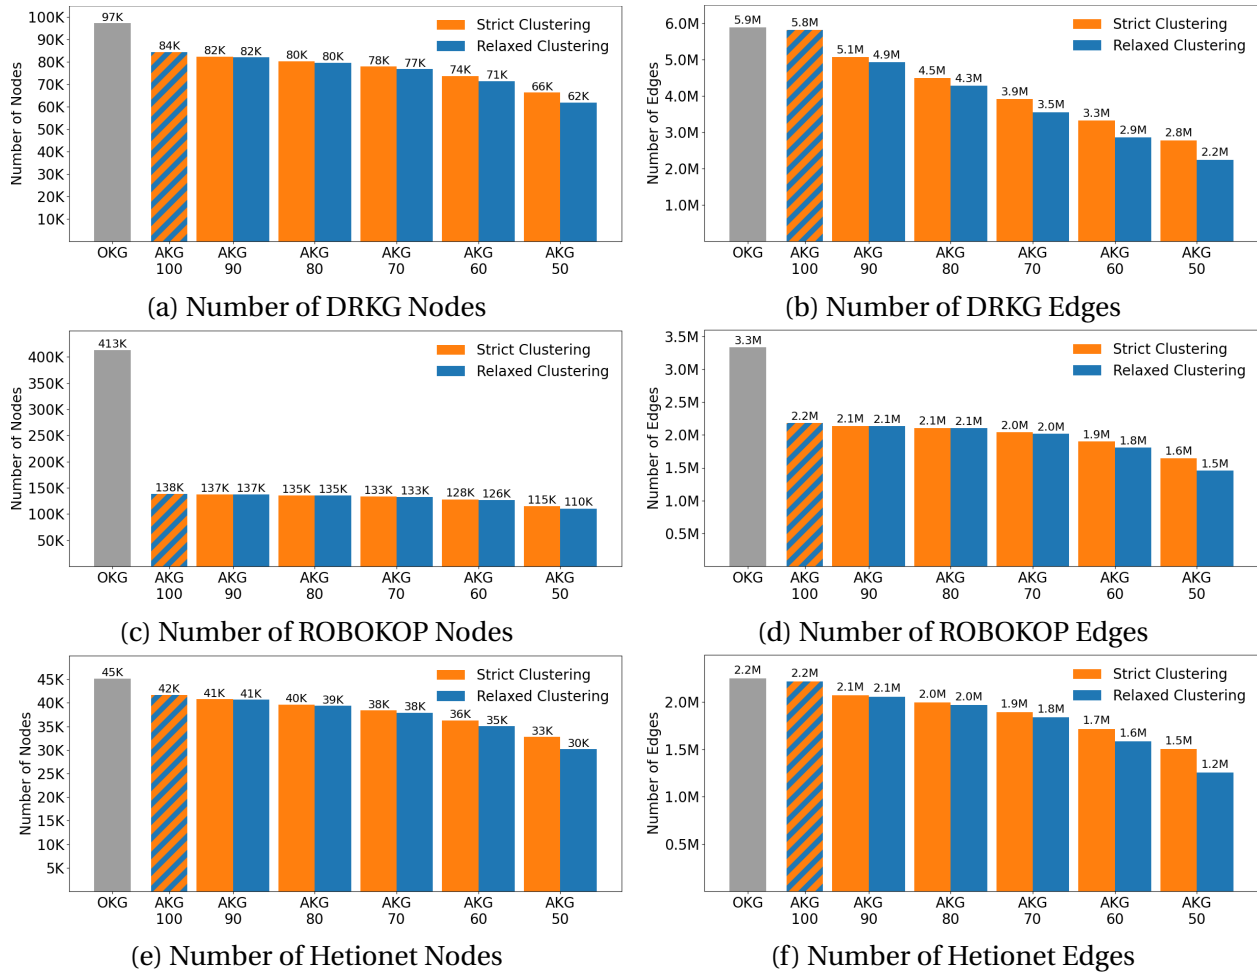 100K
90K
80K
70K
60K
50K
40K
30K
20K
10K
Number of Nodes
97K
84K
82K 82K
80K 80K
78K 77K
74K 71K
66K 62K
Strict Clustering
Relaxed Clustering
OKG AKG AKG AKG AKG AKG AKG
100 90 80 70 60 50
(a) Number of DRKG Nodes
6.0M
5.0M
4.0M
3.0M
2.0M
1.0M
Number of Edges
5.9M
5.8M
5.1M 4.9M
4.5M 4.3M
3.9M 3.5M
3.3M 2.9M
2.8M 2.2M
Strict Clustering
Relaxed Clustering
OKG AKG AKG AKG AKG AKG AKG
100 90 80 70 60 50
(b) Number of DRKG Edges
400K
350K
300K
250K
200K
150K
100K
50K
Number of Nodes
413K
138K
137K 137K
135K 135K
133K 133K
128K 126K
115K 110K
Strict Clustering
Relaxed Clustering
OKG AKG AKG AKG AKG AKG AKG
100 90 80 70 60 50
(c) Number of ROBOKOP Nodes
3.5M
3.0M
2.5M
2.0M
1.5M
1.0M
0.5M
Number of Edges
3.3M
2.2M
2.1M 2.1M
2.1M 2.1M
2.0M 2.0M
1.9M 1.8M
1.6M 1.5M
Strict Clustering
Relaxed Clustering
OKG AKG AKG AKG AKG AKG AKG
100 90 80 70 60 50
(d) Number of ROBOKOP Edges
45K
40K
35K
30K
25K
20K
15K
10K
5K
Number of Nodes
45K
42K
41K 41K
40K 39K
38K 38K
36K 35K
33K 30K
Strict Clustering
Relaxed Clustering
OKG AKG AKG AKG AKG AKG AKG
100 90 80 70 60 50
(e) Number of Hetionet Nodes
2.0M
1.5M
1.0M
0.5M
Number of Edges
2.2M
2.2M
2.1M 2.1M
2.0M 2.0M
1.9M 1.8M
1.7M 1.6M
1.5M 1.2M
Strict Clustering
Relaxed Clustering
OKG AKG AKG AKG AKG AKG AKG
100 90 80 70 60 50
(f) Number of Hetionet Edges